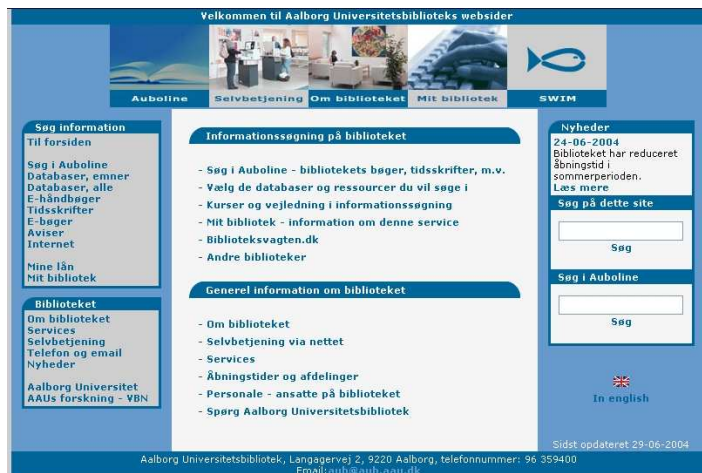 Velkommen til Aalborg Universitetsbiblioteks websider
Auboline
Selvbetjening
Om biblioteket
Mit bibliotek
SWIM
Søg information
Til forsiden
Søg i Auboline
Databaser, emner
Databaser, alle
E-håndbøger
Tidsskrifter
E-bøger
Aviser
Internet
Mine lån
Mit bibliotek
Biblioteket
Om biblioteket
Services
Selvbetjening
Telefon og email
Nyheder
Aalborg Universitet
AAUs forskning - VBN
Informationssøgning på biblioteket
- Søg i Auboline - bibliotekets bøger, tidsskrifter, m.v.
- Vælg de databaser og ressourcer du vil søge i
- Kurser og vejledning i informationssøgning
- Mit bibliotek - information om denne service
- Biblioteksvagten.dk
- Andre biblioteker
Generel information om biblioteket
- Om biblioteket
- Selvbetjening via nettet
- Services
- Åbningstider og afdelinger
- Personale - ansatte på biblioteket
- Spørg Aalborg Universitetsbibliotek
Nyheder
24-06-2004
Biblioteket har reduceret
åbningstid i
sommerperioden.
Læs mere
Søg på dette site
Søg
Søg i Auboline
Søg
In english
Sidst opdateret 29-06-2004
Aalborg Universitetsbibliotek, Langagervej 2, 9220 Aalborg, telefonnummer: 96 359400
Email:aub@aub.aau.dk